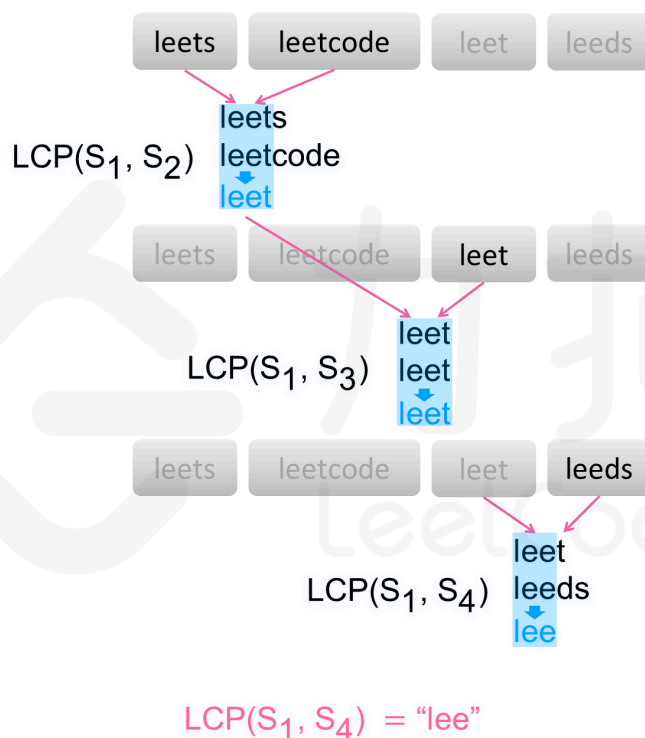 leets leetcode leet leeds
leets
LCP(S₁, S₂) leetcode
leet
leets leetcode leet leeds
leet
LCP(S₁, S₃) leet
leet
leets leetcode leet leeds
leet
LCP(S₁, S₄) leeds
lee
LCP(S₁, S₄) = “lee”